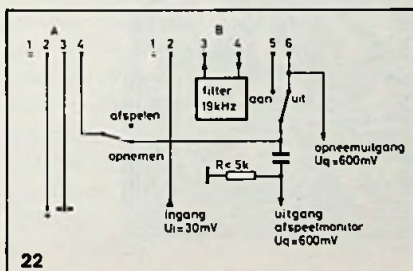 A B
1 2 3 4 1 2 3 4 5 6
filter
19kHz
aan
uit
afspelen
opnemen
opneemuitgang
Uq=600mV
R<5k
ingang
Ui=30mV
uitgang
afspeelmonitor
Uq=600mV
+
22